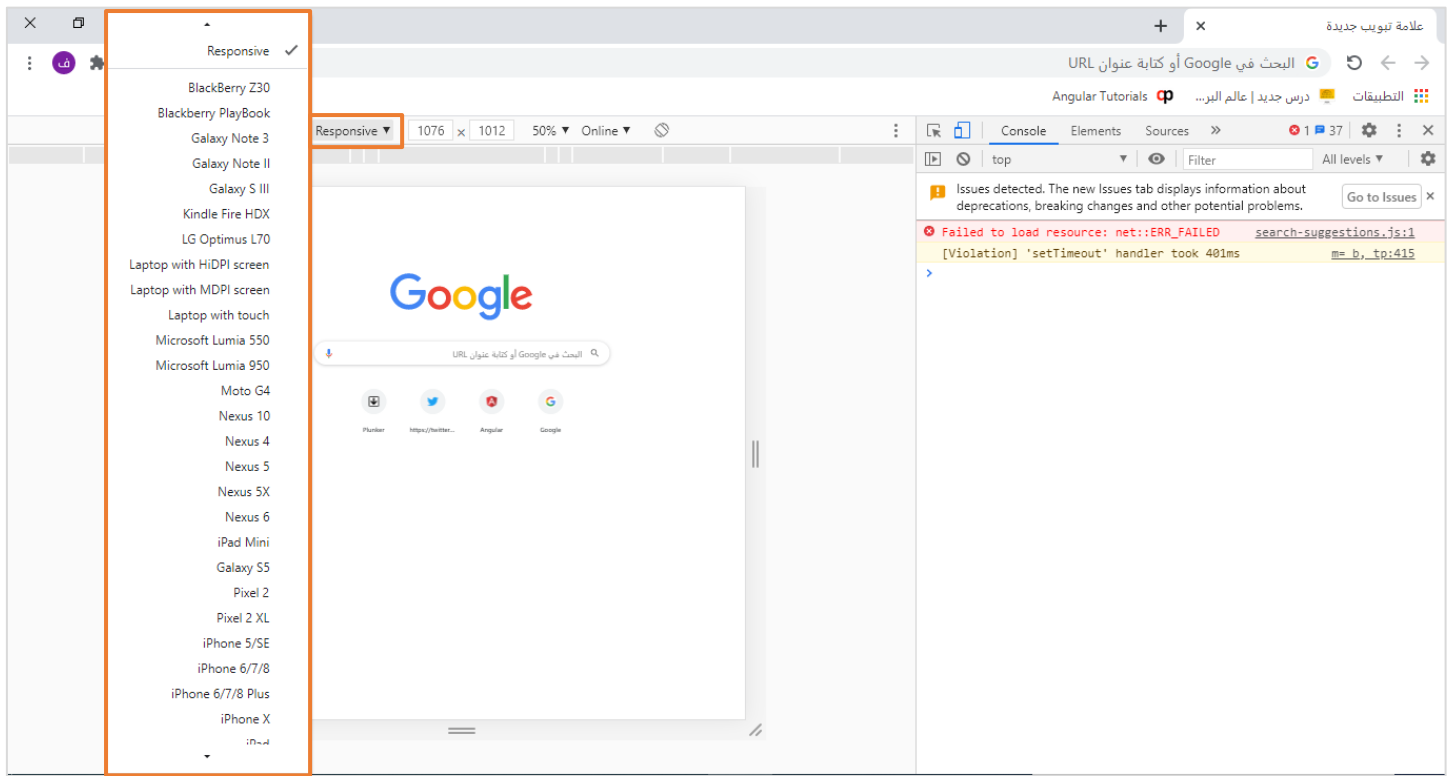 علامة تبويب جديدة
البحث في Google أو كتابة عنوان URL
ف
التطبيقات
درس جديد | عالم البر...
Angular Tutorials
Responsive
BlackBerry Z30
Blackberry PlayBook
Galaxy Note 3
Galaxy Note II
Galaxy S III
Kindle Fire HDX
LG Optimus L70
Laptop with HiDPI screen
Laptop with MDPI screen
Laptop with touch
Microsoft Lumia 550
Microsoft Lumia 950
Moto G4
Nexus 10
Nexus 4
Nexus 5
Nexus 5X
Nexus 6
iPad Mini
Galaxy S5
Pixel 2
Pixel 2 XL
iPhone 5/SE
iPhone 6/7/8
iPhone 6/7/8 Plus
iPhone X
iPad
Responsive ▼ 1076 x 1012 50% ▼ Online ▼
Google
البحث في Google أو كتابة عنوان URL
Plunker https://twitter... Angular Google
Console Elements Sources » 1 37
top ▼ Filter All levels ▼
Issues detected. The new Issues tab displays information about
deprecations, breaking changes and other potential problems.
Go to Issues
Failed to load resource: net::ERR_FAILED search-suggestions.js:1
[Violation] 'setTimeout' handler took 401ms m=_b,_tp:415